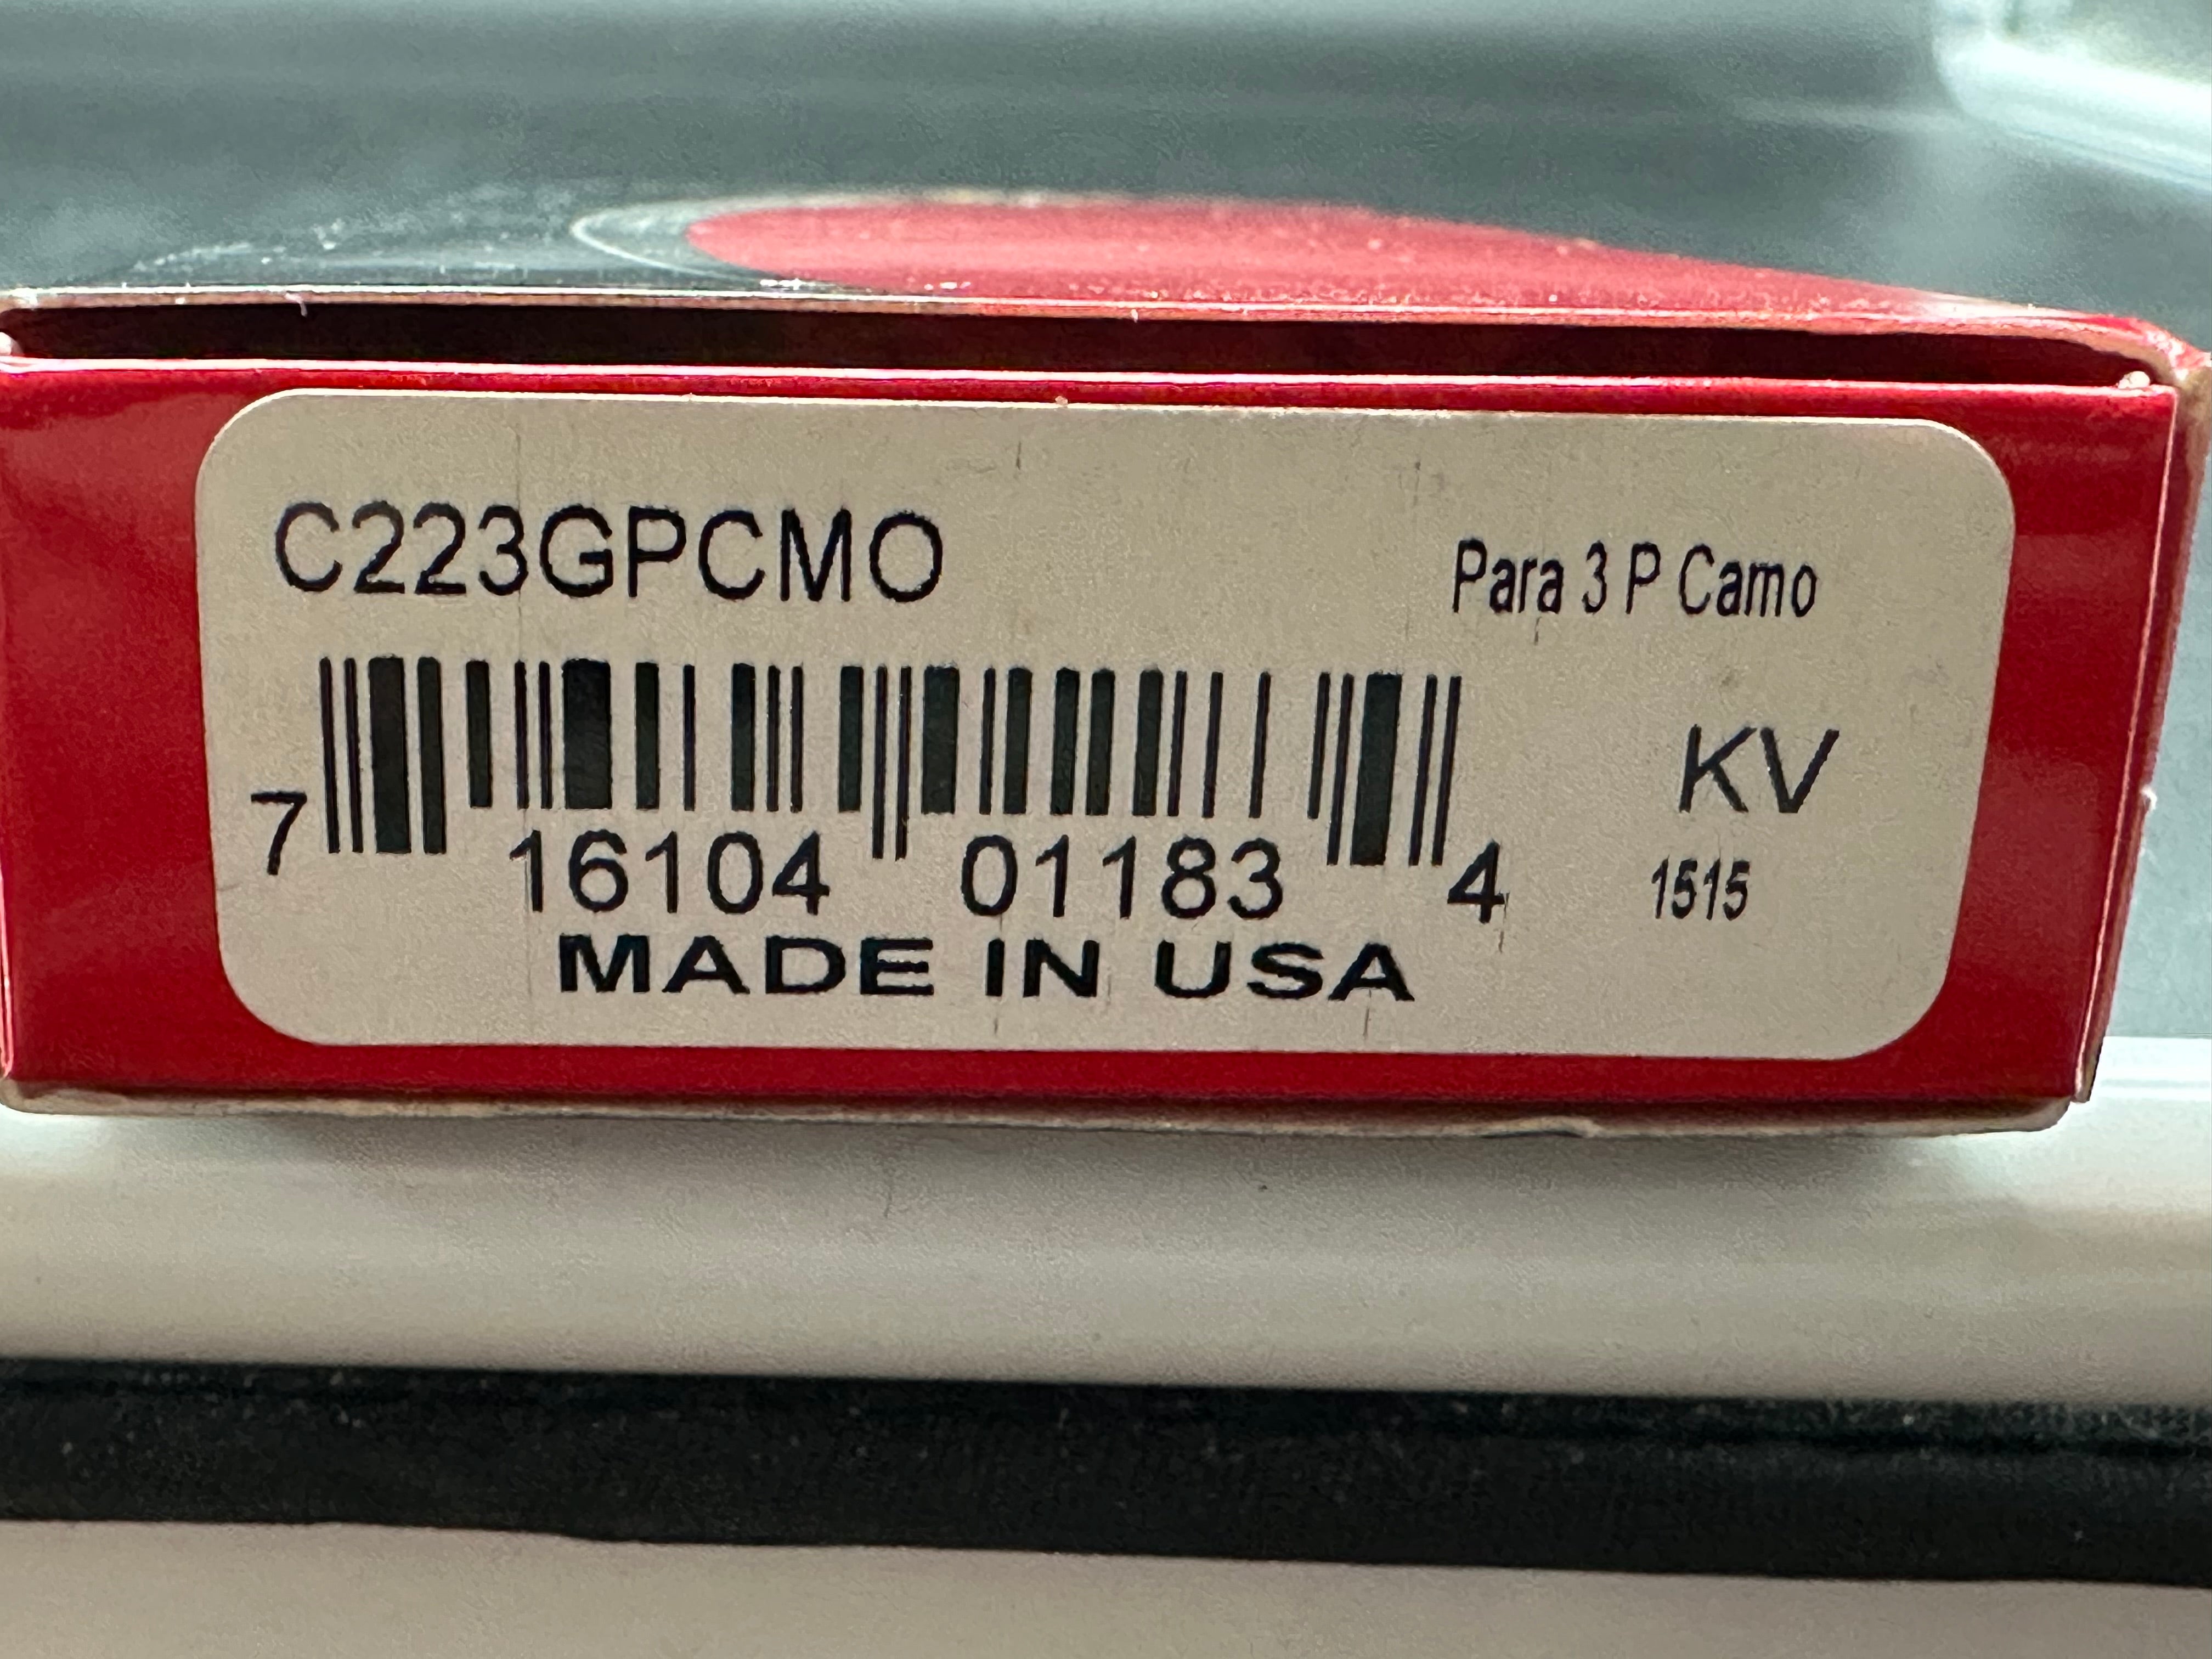 C223GPCMO Para 3 P Camo
KV
7 16104 01183 4 1515
MADE IN USA